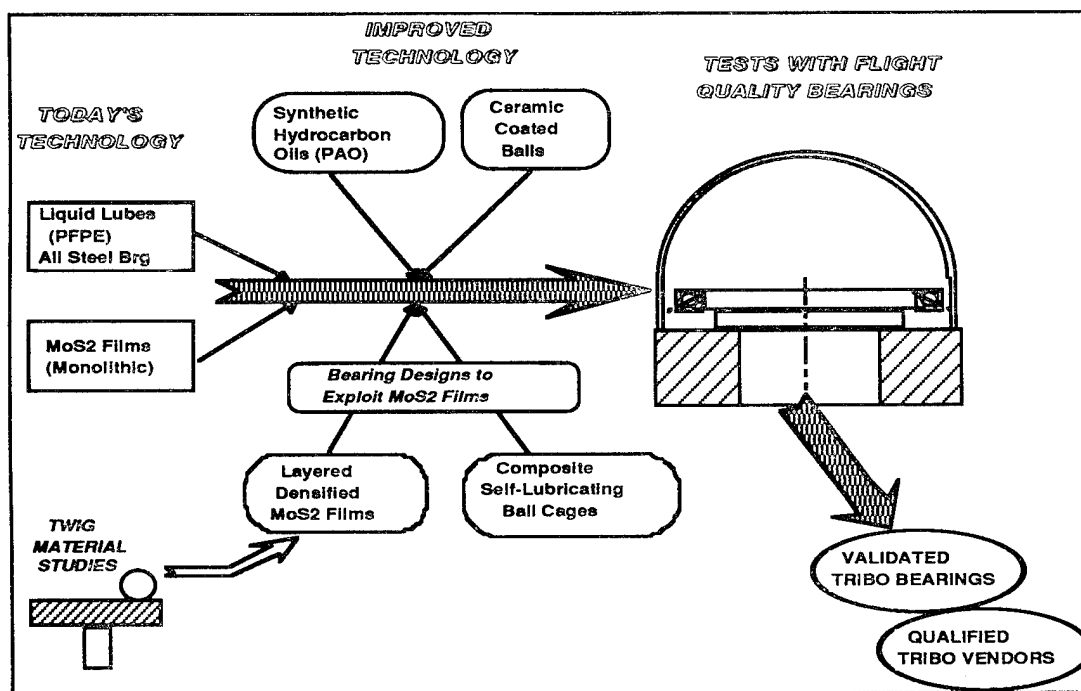 IMPROVED
TECHNOLOGY
TESTS WITH FLIGHT
QUALITY BEARINGS
TODAY'S
TECHNOLOGY
Synthetic
Hydrocarbon
Oils (PAO)
Ceramic
Coated
Balls
Liquid Lubes
(PFPE)
All Steel Brg
MoS2 Films
(Monolithic)
Bearing Designs to
Exploit MoS2 Films
Layered
Densified
MoS2 Films
Composite
Self-Lubricating
Ball Cages
TWIG
MATERIAL
STUDIES
VALIDATED
TRIBO BEARINGS
QUALIFIED
TRIBO VENDORS